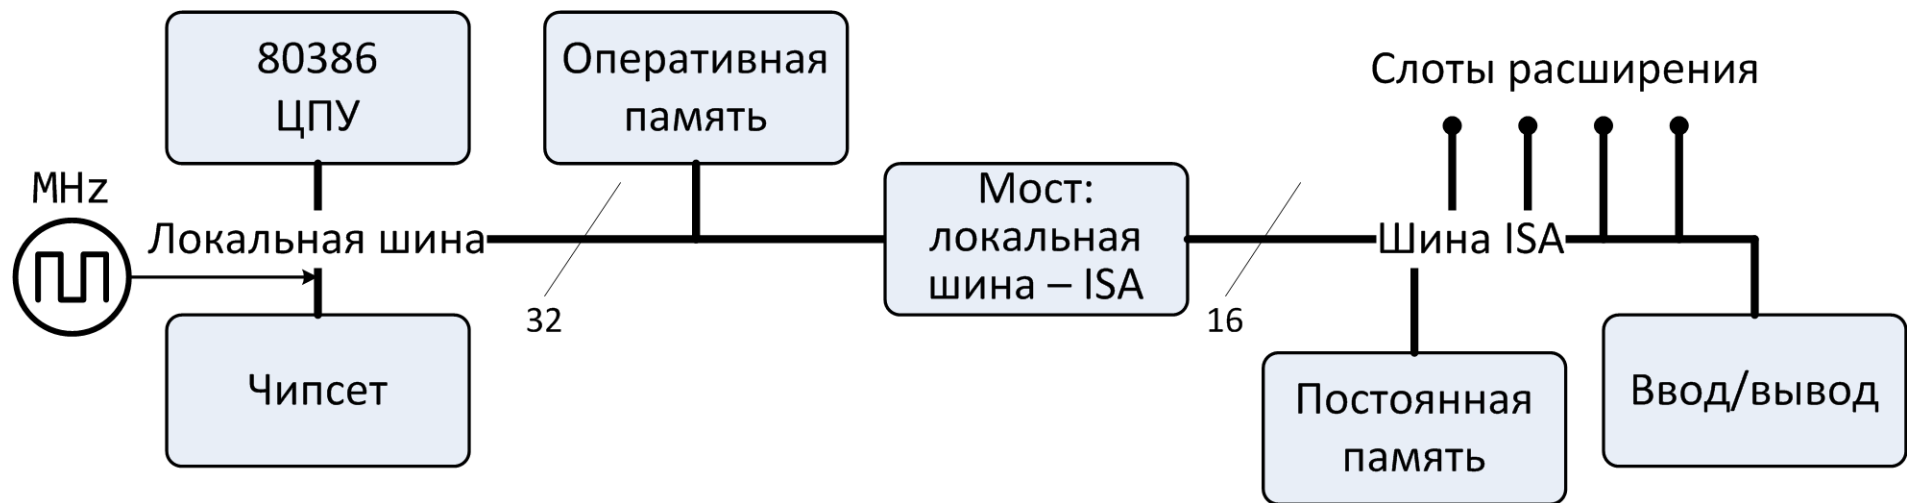 80386
ЦПУ
Оперативная
память
Слоты расширения
MHz
Локальная шина
Мост:
локальная
шина – ISA
Шина ISA
32
16
Чипсет
Постоянная
память
Ввод/вывод